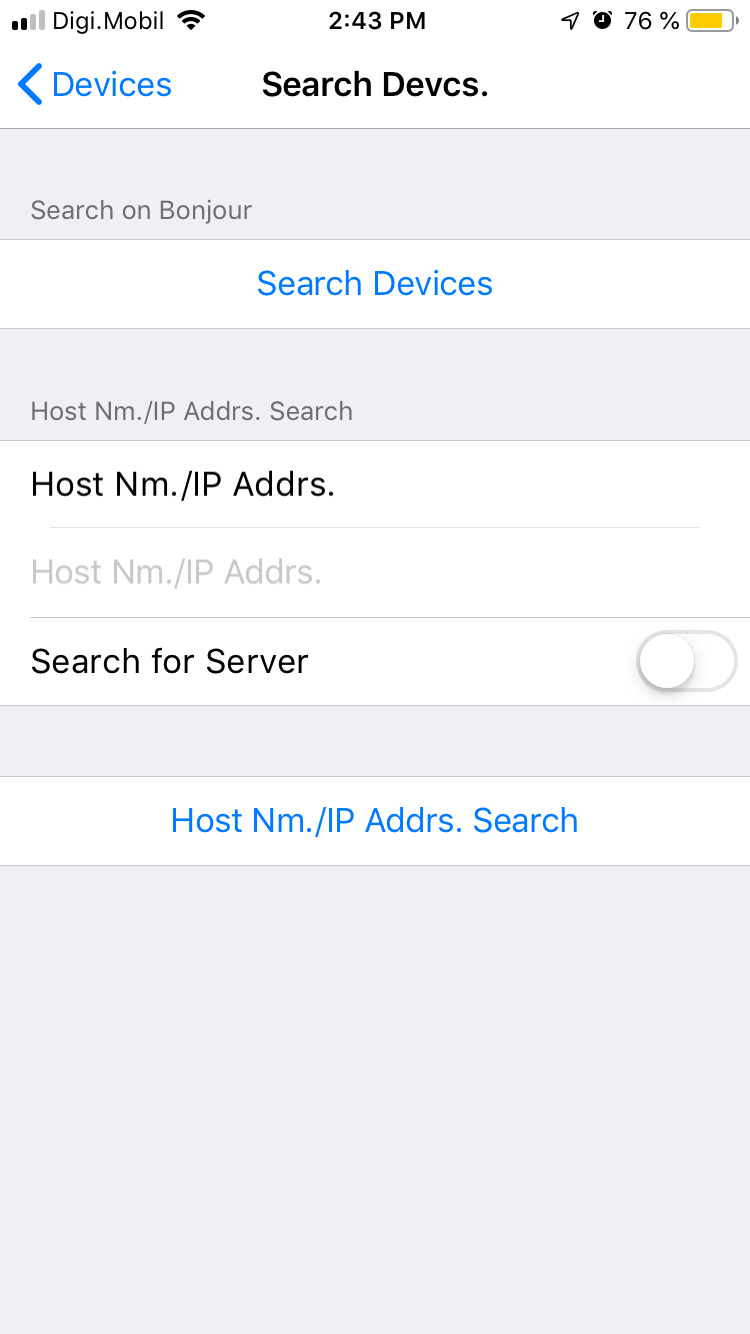 Digi.Mobil 2:43 PM 76 %
Devices Search Devcs.
Search on Bonjour
Search Devices
Host Nm./IP Addrs. Search
Host Nm./IP Addrs.
Host Nm./IP Addrs.
Search for Server
Host Nm./IP Addrs. Search